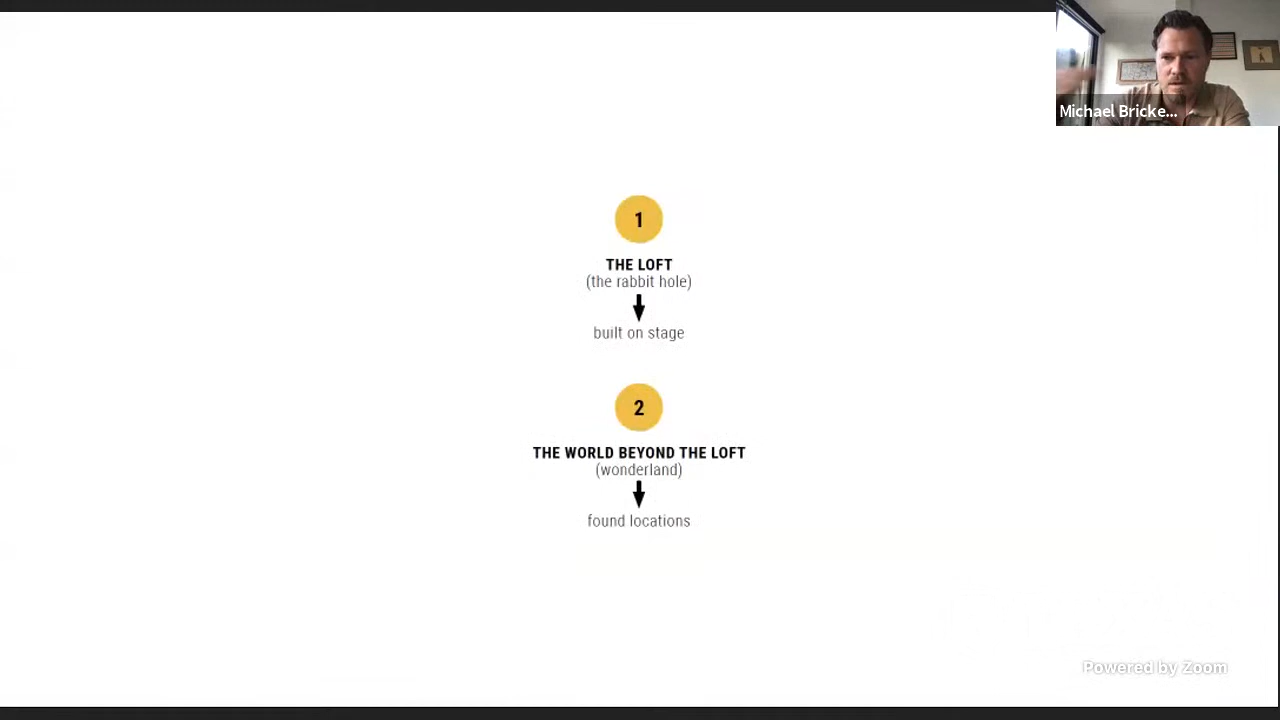 Michael Bricke...
1
THE LOFT
(the rabbit hole)
built on stage
2
THE WORLD BEYOND THE LOFT
(wonderland)
found locations
Powered by Zoom